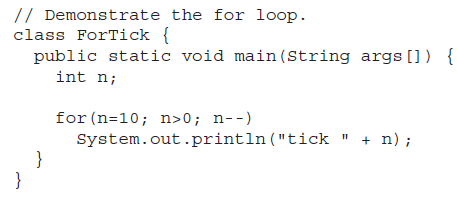 // Demonstrate the for loop.
class ForTick {
  public static void main(String args[]) {
    int n;

    for(n=10; n>0; n--)
      System.out.println("tick " + n);
  }
}